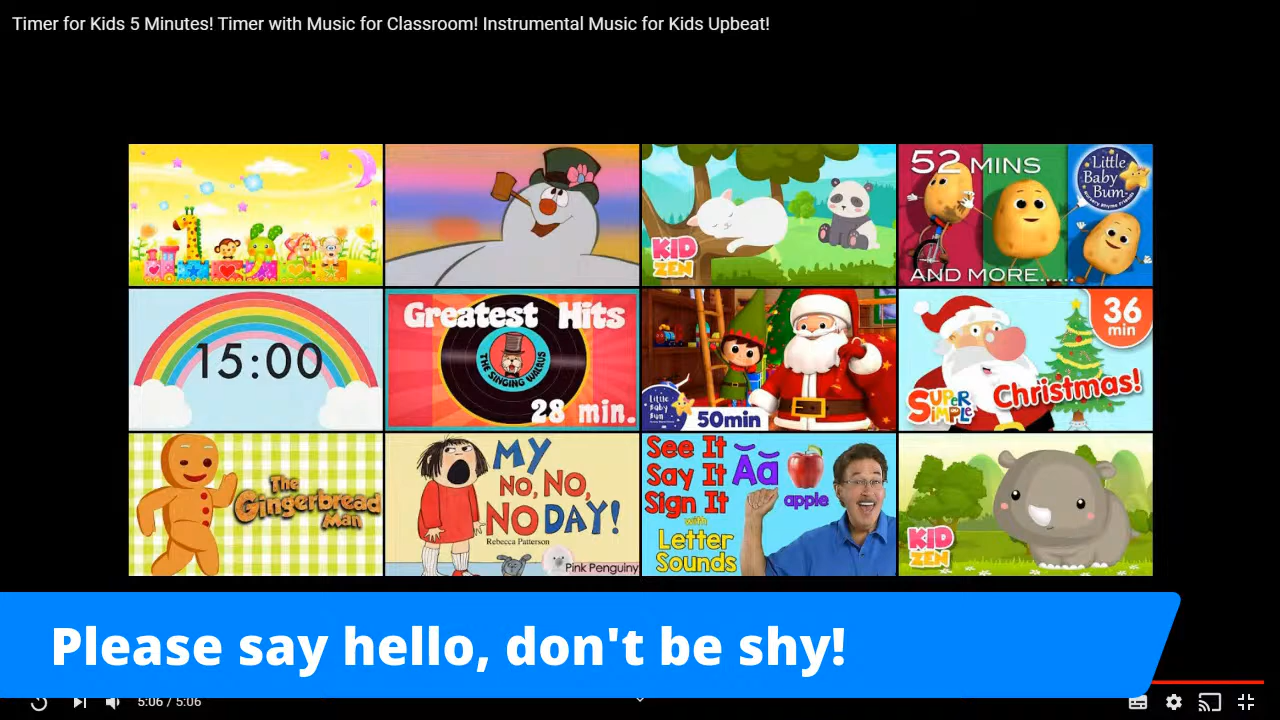 Timer for Kids 5 Minutes! Timer with Music for Classroom! Instrumental Music for Kids Upbeat!
KID
ZEN
52 MINS
Little
Baby
Bum
AND MORE......
15:00
Greatest Hits
THE SINGING WALRUS
28 min.
Little
Baby
Bum
50min
36
min
SUPER
SIMPLE
Christmas!
The
Gingerbread
Man
MY
NO, NO,
NO DAY!
Rebecca Patterson
Pink Penguiny
See It
Say It
Sign It
with
Letter
Sounds
Aa
apple
KID
ZEN
Please say hello, don't be shy!
5:06 / 5:06